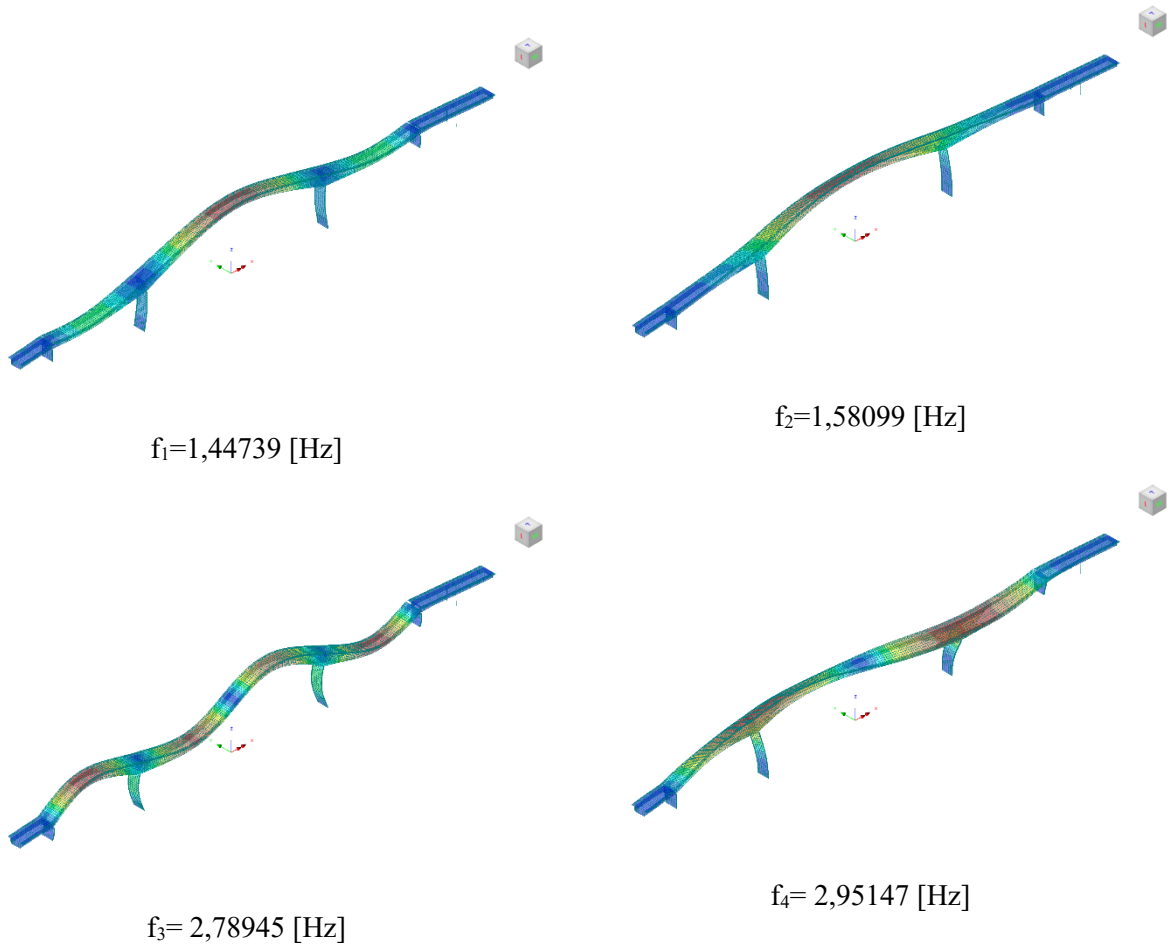 f₁=1,44739 [Hz]
f₂=1,58099 [Hz]
f₃= 2,78945 [Hz]
f₄= 2,95147 [Hz]